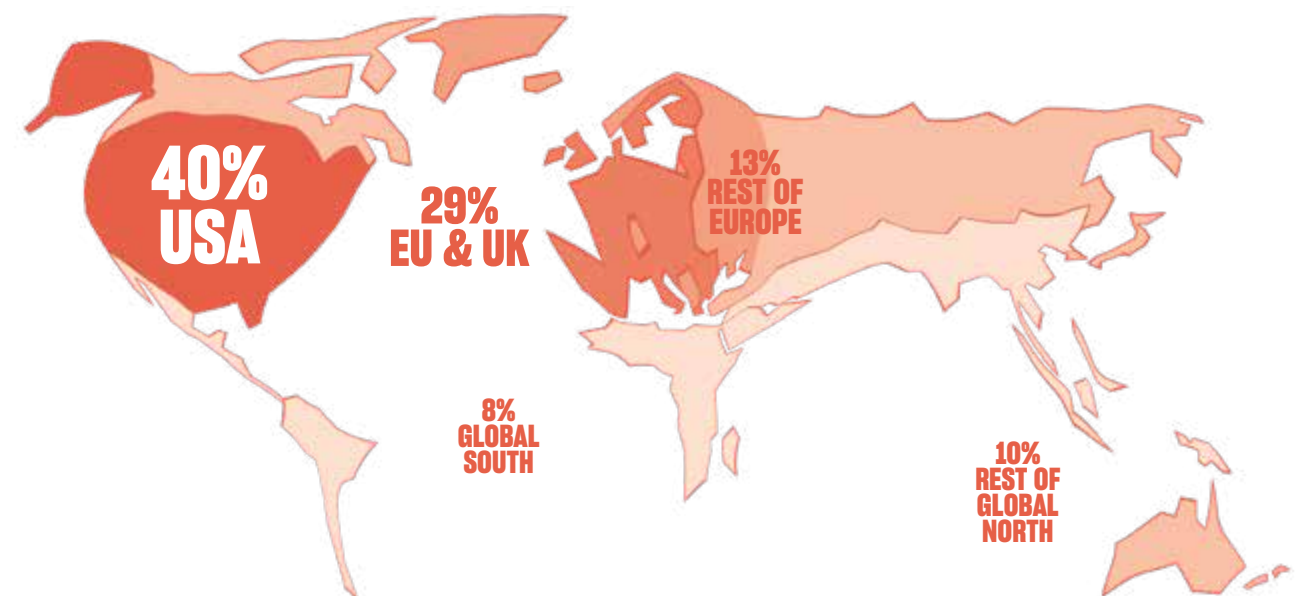 40%
USA
29%
EU & UK
13%
REST OF
EUROPE
8%
GLOBAL
SOUTH
10%
REST OF
GLOBAL
NORTH